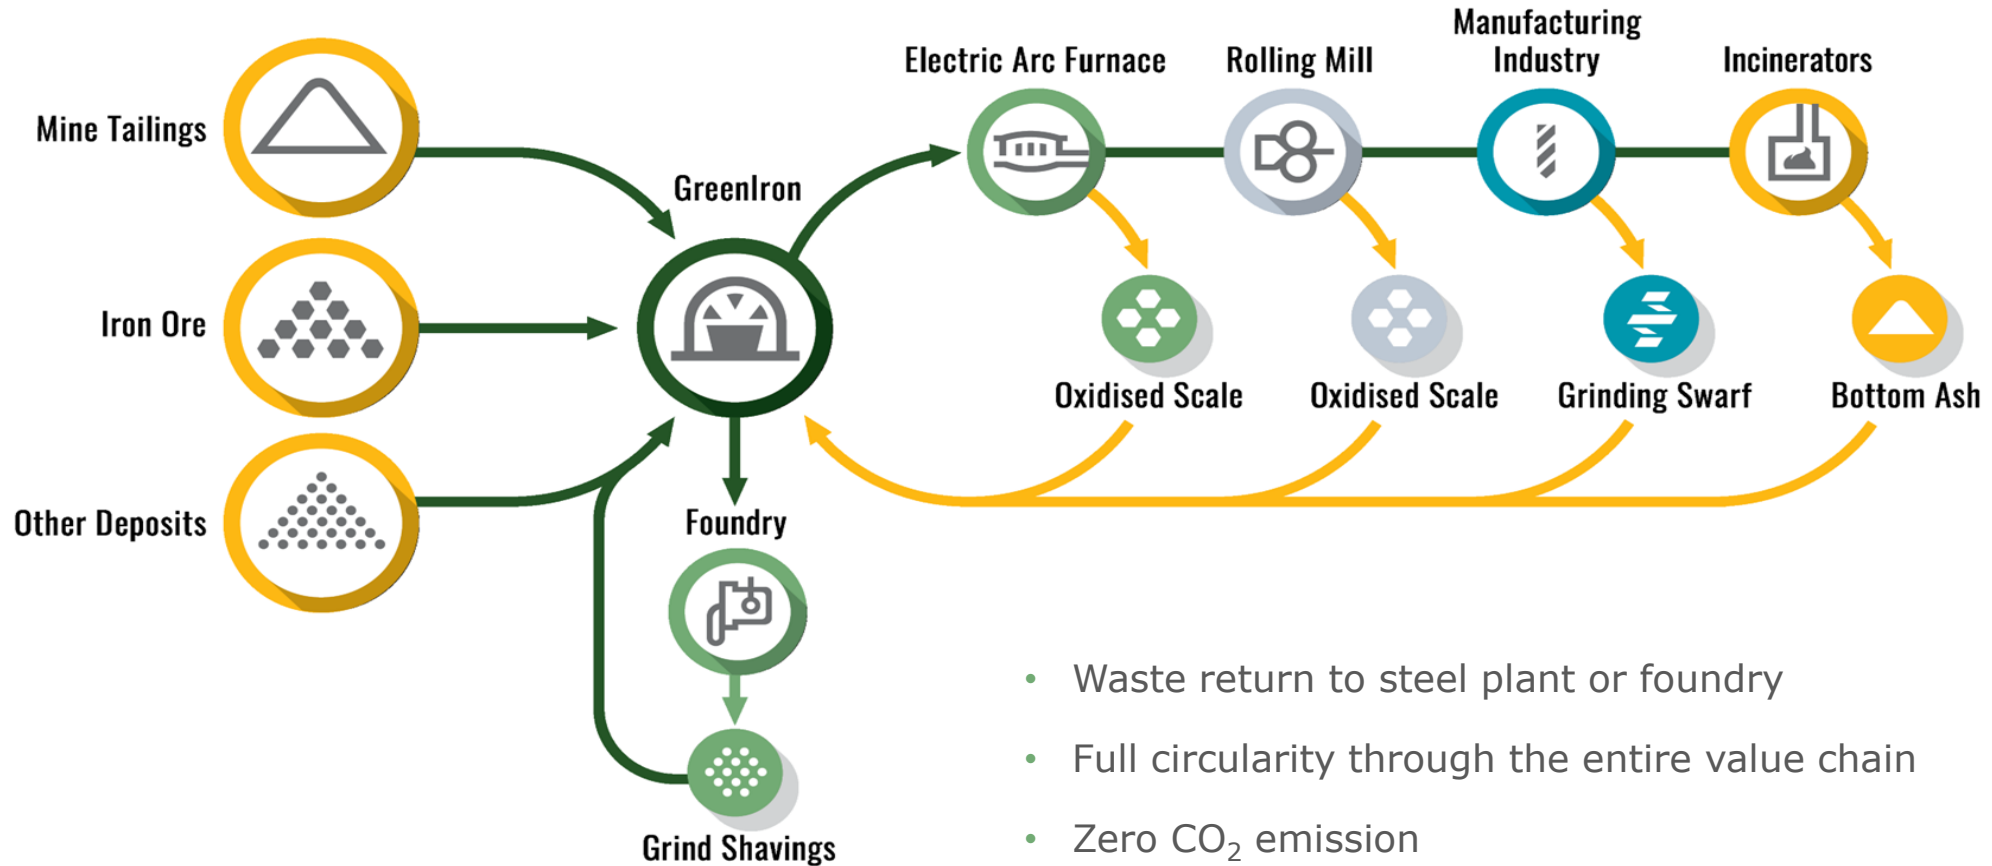 Manufacturing
Industry
Electric Arc Furnace
Rolling Mill
Incinerators
Mine Tailings
GreenIron
Iron Ore
Oxidised Scale
Oxidised Scale
Grinding Swarf
Bottom Ash
Other Deposits
Foundry
Grind Shavings
• Waste return to steel plant or foundry
• Full circularity through the entire value chain
• Zero CO₂ emission